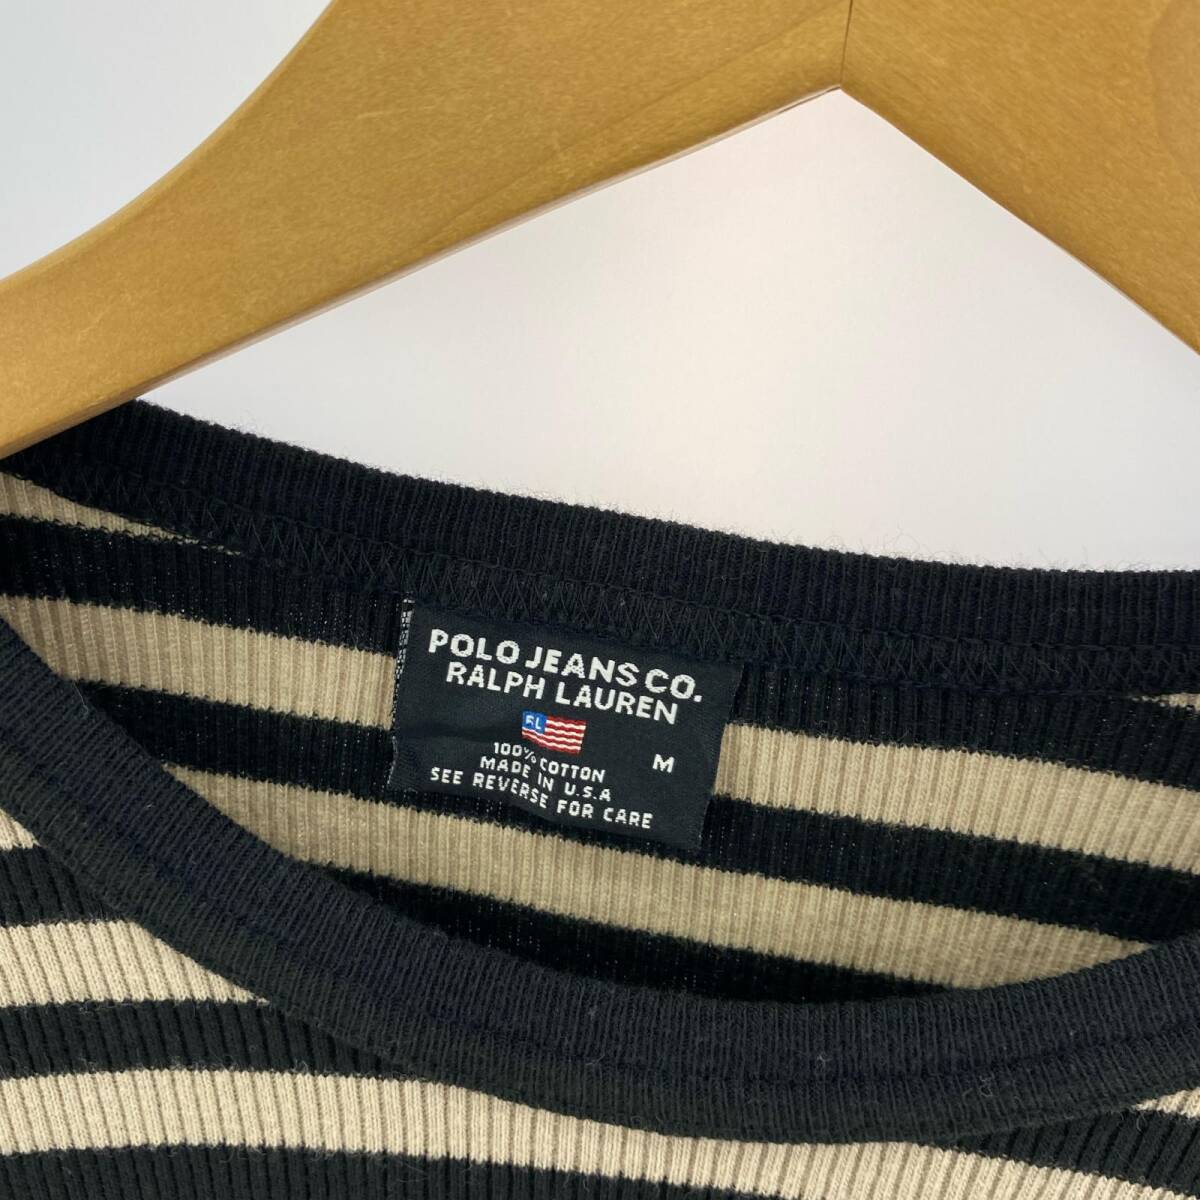 POLO JEANS CO.
RALPH LAUREN
RL
100% COTTON
M
MADE IN U.S.A
SEE REVERSE FOR CARE